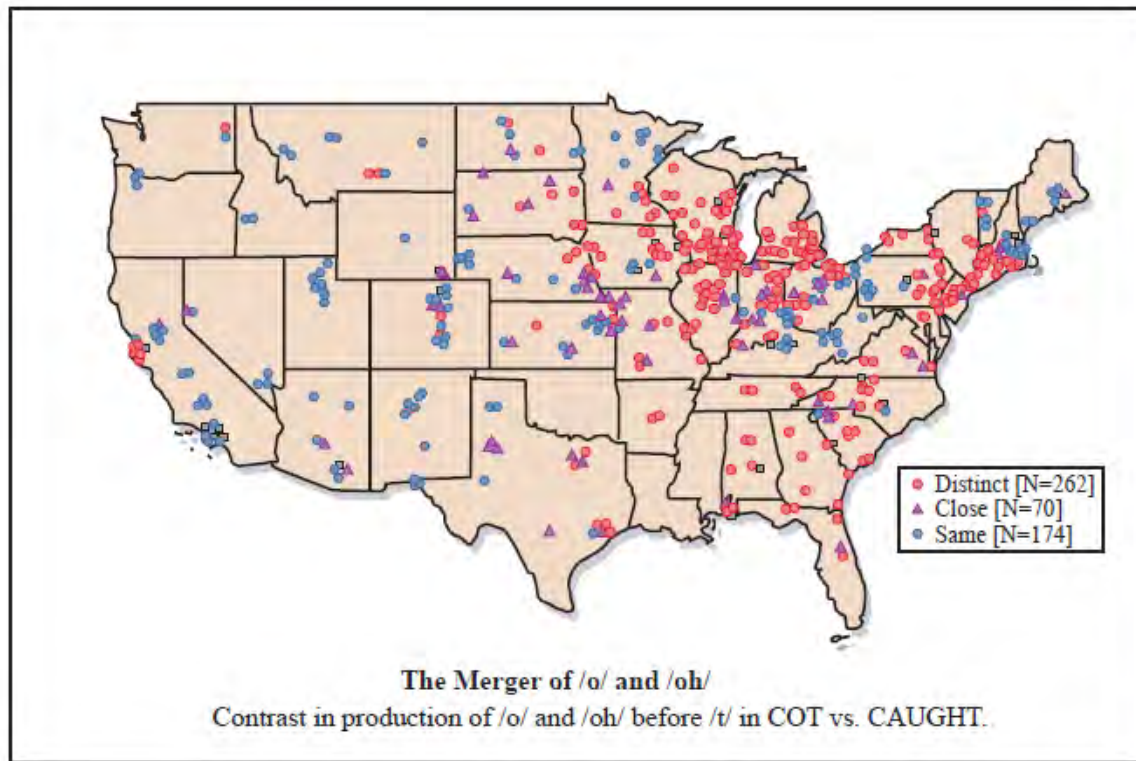 Distinct [N=262]
Close [N=70]
Same [N=174]
The Merger of /o/ and /oh/
Contrast in production of /o/ and /oh/ before /t/ in COT vs. CAUGHT.